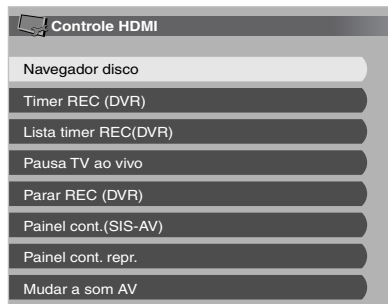 Controle HDMI
Navegador disco
Timer REC (DVR)
Lista timer REC(DVR)
Pausa TV ao vivo
Parar REC (DVR)
Painel cont.(SIS-AV)
Painel cont. repr.
Mudar a som AV